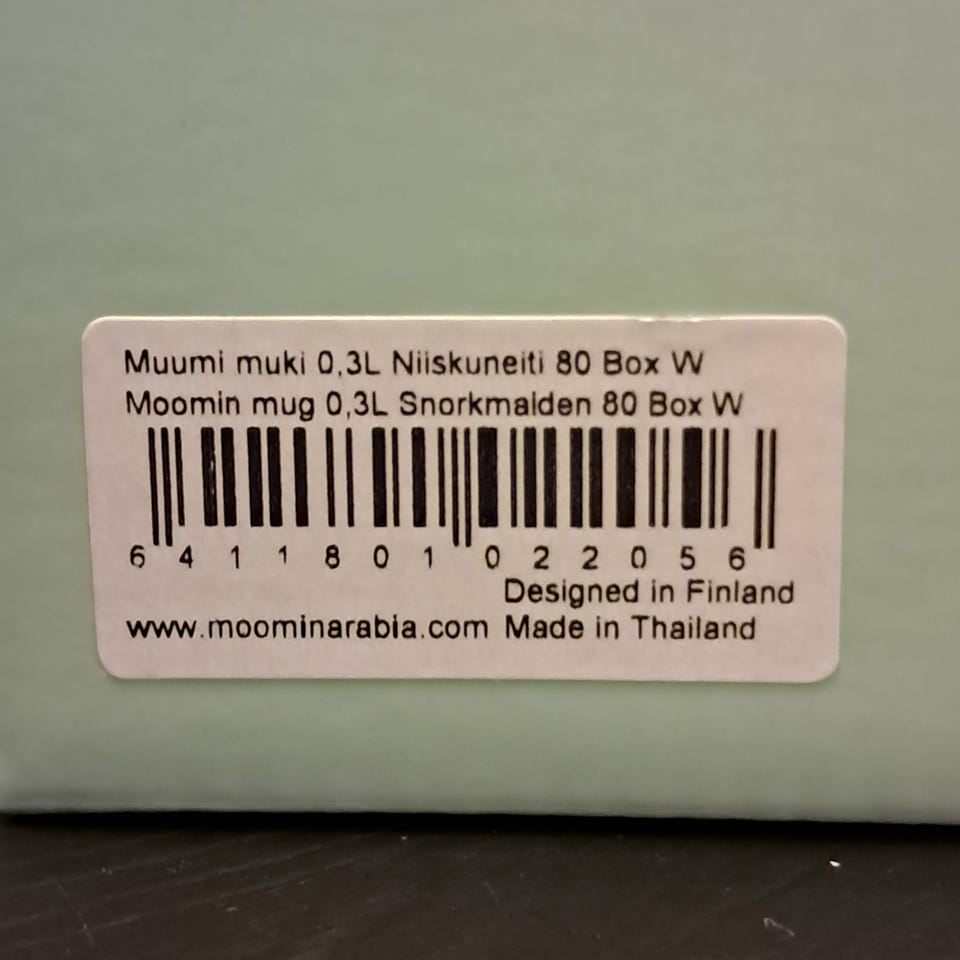 Muumi muki 0,3L Niiskuneiti 80 Box W
Moomin mug 0,3L Snorkmaiden 80 Box W
6 411801 022056
Designed in Finland
www.moominarabia.com Made in Thailand